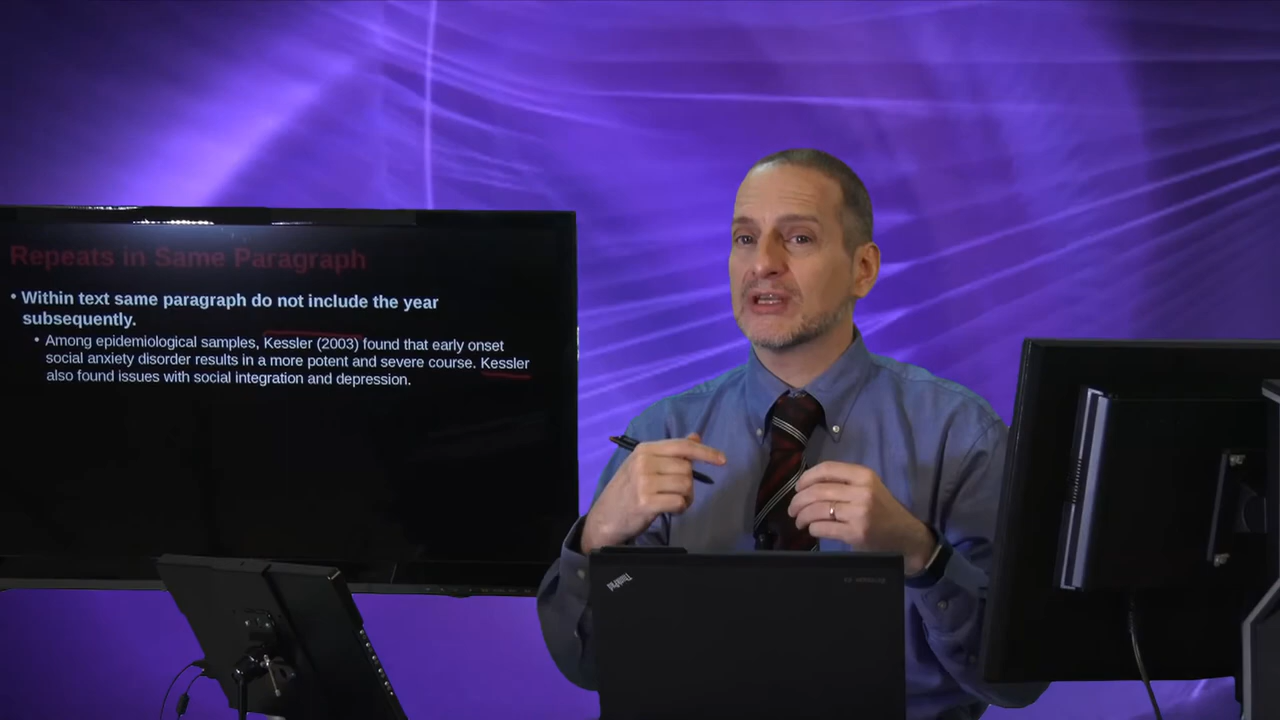 Repeats in Same Paragraph
• Within text same paragraph do not include the year
subsequently.
• Among epidemiological samples, Kessler (2003) found that early onset
social anxiety disorder results in a more potent and severe course. Kessler
also found issues with social integration and depression.
ThinkPad